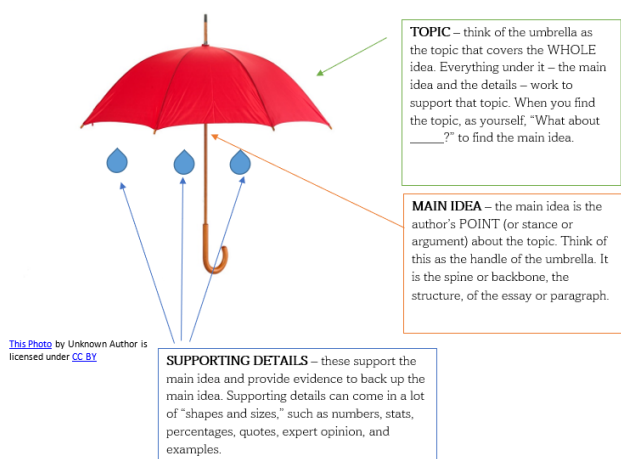 TOPIC – think of the umbrella as
the topic that covers the WHOLE
idea. Everything under it – the main
idea and the details – work to
support that topic. When you find
the topic, as yourself, “What about
_____?” to find the main idea.
MAIN IDEA – the main idea is the
author’s POINT (or stance or
argument) about the topic. Think of
this as the handle of the umbrella. It
is the spine or backbone, the
structure, of the essay or paragraph.
This Photo by Unknown Author is
licensed under CC BY
SUPPORTING DETAILS – these support the
main idea and provide evidence to back up the
main idea. Supporting details can come in a lot
of “shapes and sizes,” such as numbers, stats,
percentages, quotes, expert opinion, and
examples.